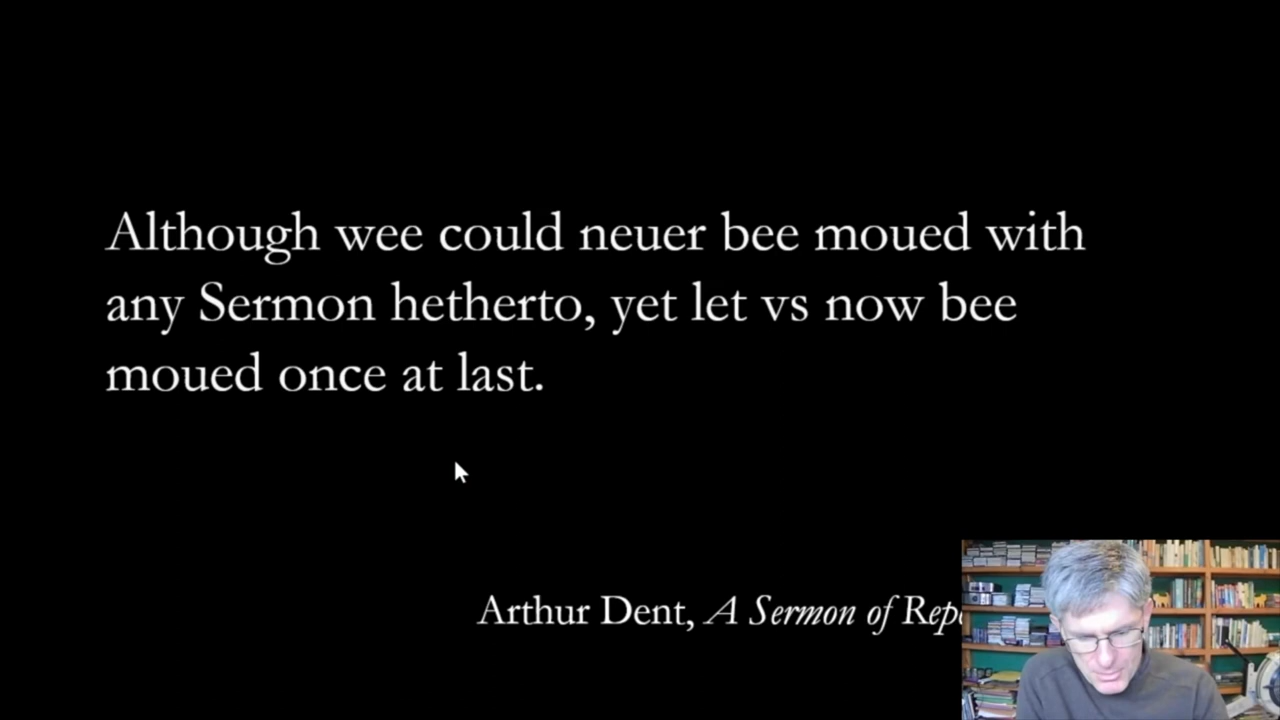 Although wee could neuer bee moued with
any Sermon hetherto, yet let vs now bee
moued once at last.
Arthur Dent, A Sermon of